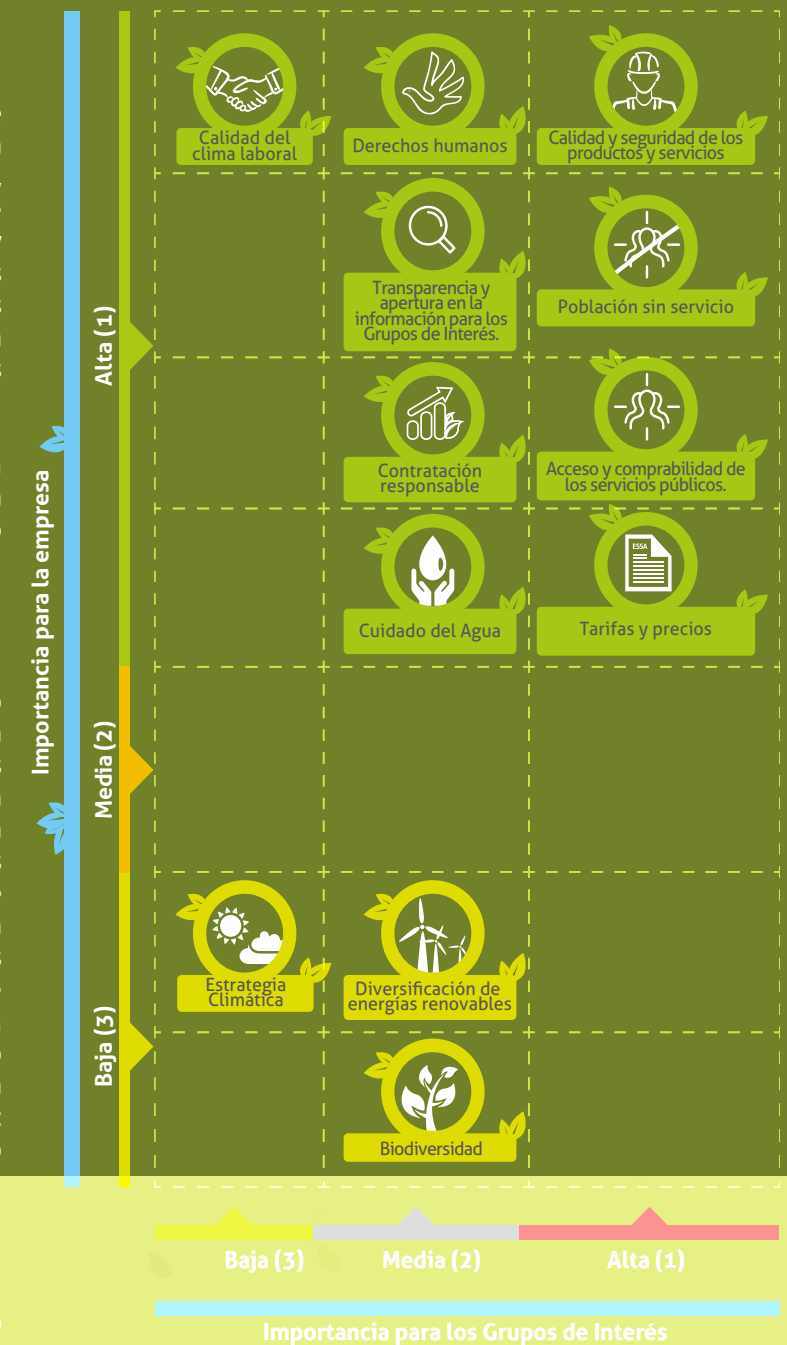 Calidad del
clima laboral
Derechos humanos
Calidad y seguridad de los
productos y servicios
Transparencia y
apertura en la
información para los
Grupos de Interés.
Población sin servicio
Contratación
responsable
Acceso y comprabilidad de
los servicios públicos.
Cuidado del Agua
ESSA
Tarifas y precios
Estrategia
Climática
Diversificación de
energías renovables
Biodiversidad
Importancia para la empresa
Alta (1)
Media (2)
Baja (3)
Baja (3)
Media (2)
Alta (1)
Importancia para los Grupos de Interés